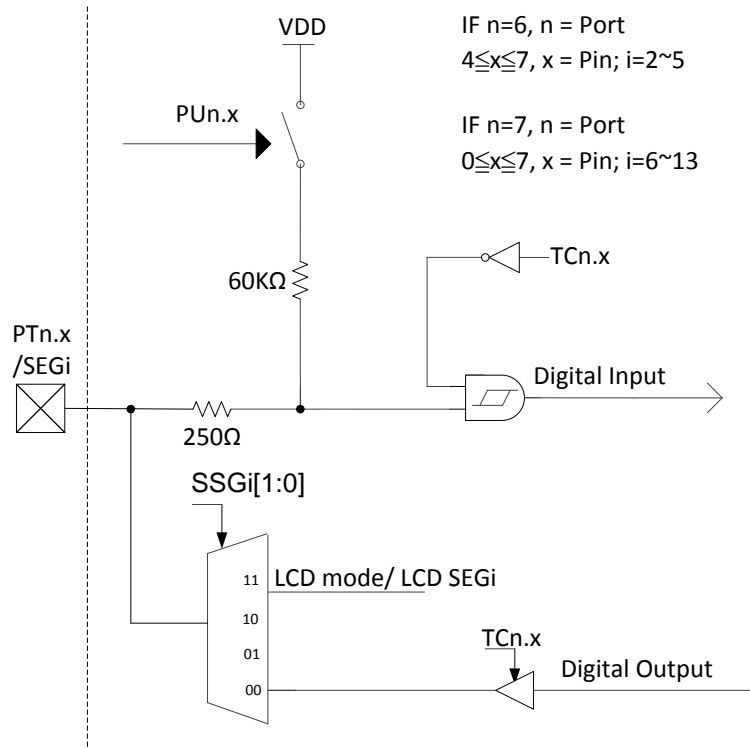 VDD
IF n=6, n = Port
4≦x≦7, x = Pin; i=2~5
PUn.x
IF n=7, n = Port
0≦x≦7, x = Pin; i=6~13
TCn.x
60KΩ
PTn.x
/SEGi
Digital Input
250Ω
SSGi[1:0]
11
LCD mode/ LCD SEGi
10
01
TCn.x
Digital Output
00